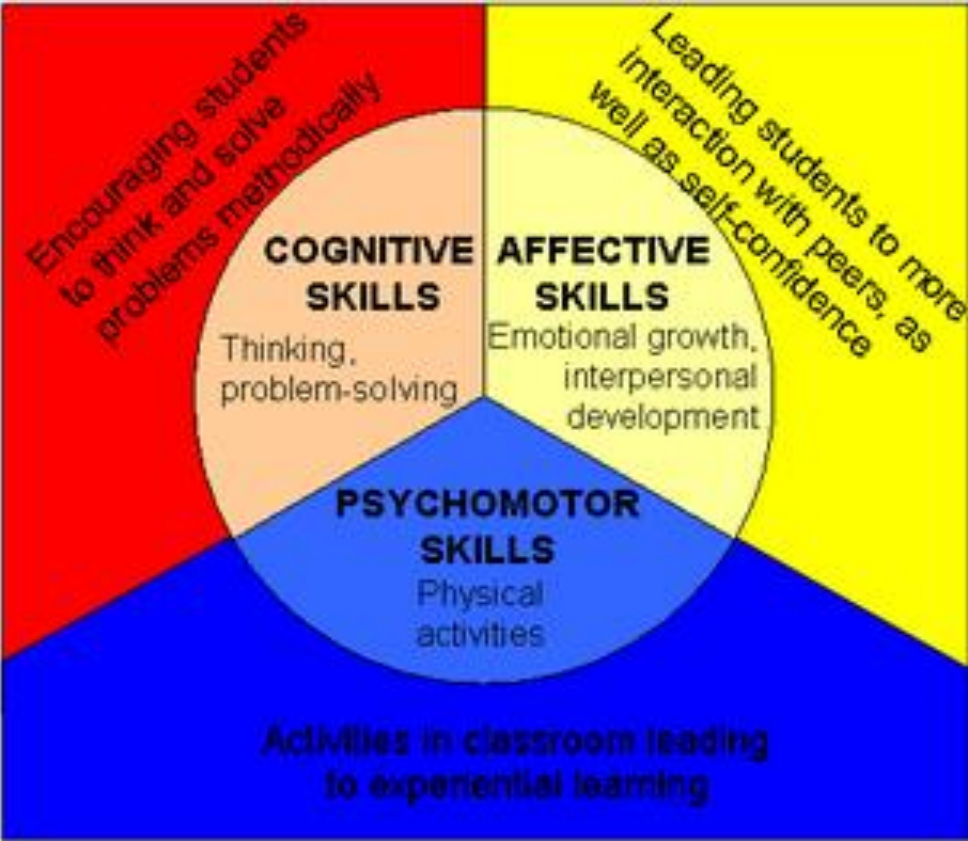 Encouraging students
to think and solve
problems methodically
Leading students to more
interaction with peers, as
well as self-confidence
COGNITIVE
SKILLS
Thinking,
problem-solving
AFFECTIVE
SKILLS
Emotional growth,
interpersonal
development
PSYCHOMOTOR
SKILLS
Physical
activities
Activities in classroom leading
to experiential learning